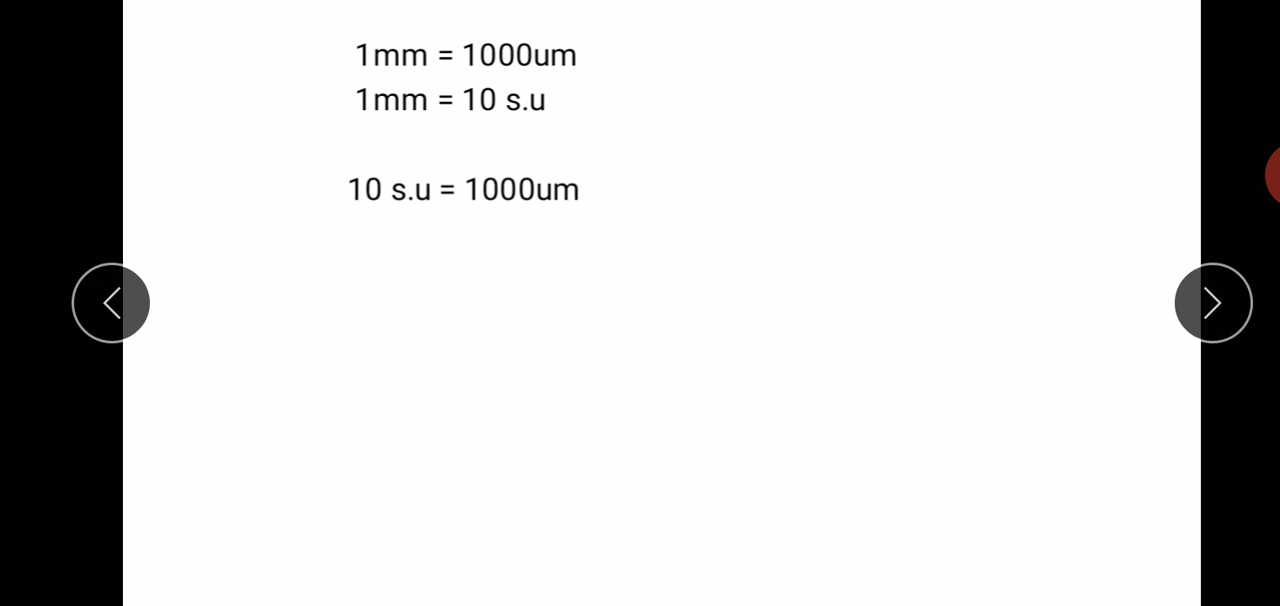 1mm = 1000um
1mm = 10 s.u
10 s.u = 1000um